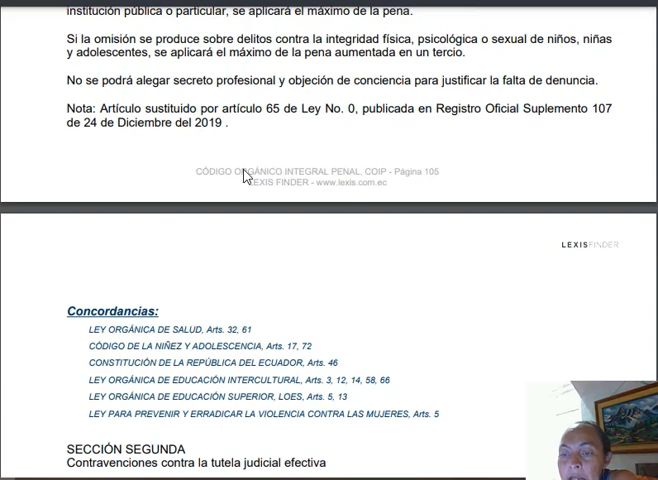 institución pública o particular, se aplicará el máximo de la pena.
Si la omisión se produce sobre delitos contra la integridad física, psicológica o sexual de niños, niñas
y adolescentes, se aplicará el máximo de la pena aumentada en un tercio.
No se podrá alegar secreto profesional y objeción de conciencia para justificar la falta de denuncia.
Nota: Artículo sustituido por artículo 65 de Ley No. 0, publicada en Registro Oficial Suplemento 107
de 24 de Diciembre del 2019 .
CÓDIGO ORGÁNICO INTEGRAL PENAL, COIP - Página 105
LEXIS FINDER - www.lexis.com.ec
LEXISFINDER
Concordancias:
LEY ORGÁNICA DE SALUD, Arts. 32, 61
CÓDIGO DE LA NIÑEZ Y ADOLESCENCIA, Arts. 17, 72
CONSTITUCIÓN DE LA REPÚBLICA DEL ECUADOR, Arts. 46
LEY ORGÁNICA DE EDUCACIÓN INTERCULTURAL, Arts. 3, 12, 14, 58, 66
LEY ORGÁNICA DE EDUCACIÓN SUPERIOR, LOES, Arts. 5, 13
LEY PARA PREVENIR Y ERRADICAR LA VIOLENCIA CONTRA LAS MUJERES, Arts. 5
SECCIÓN SEGUNDA
Contravenciones contra la tutela judicial efectiva